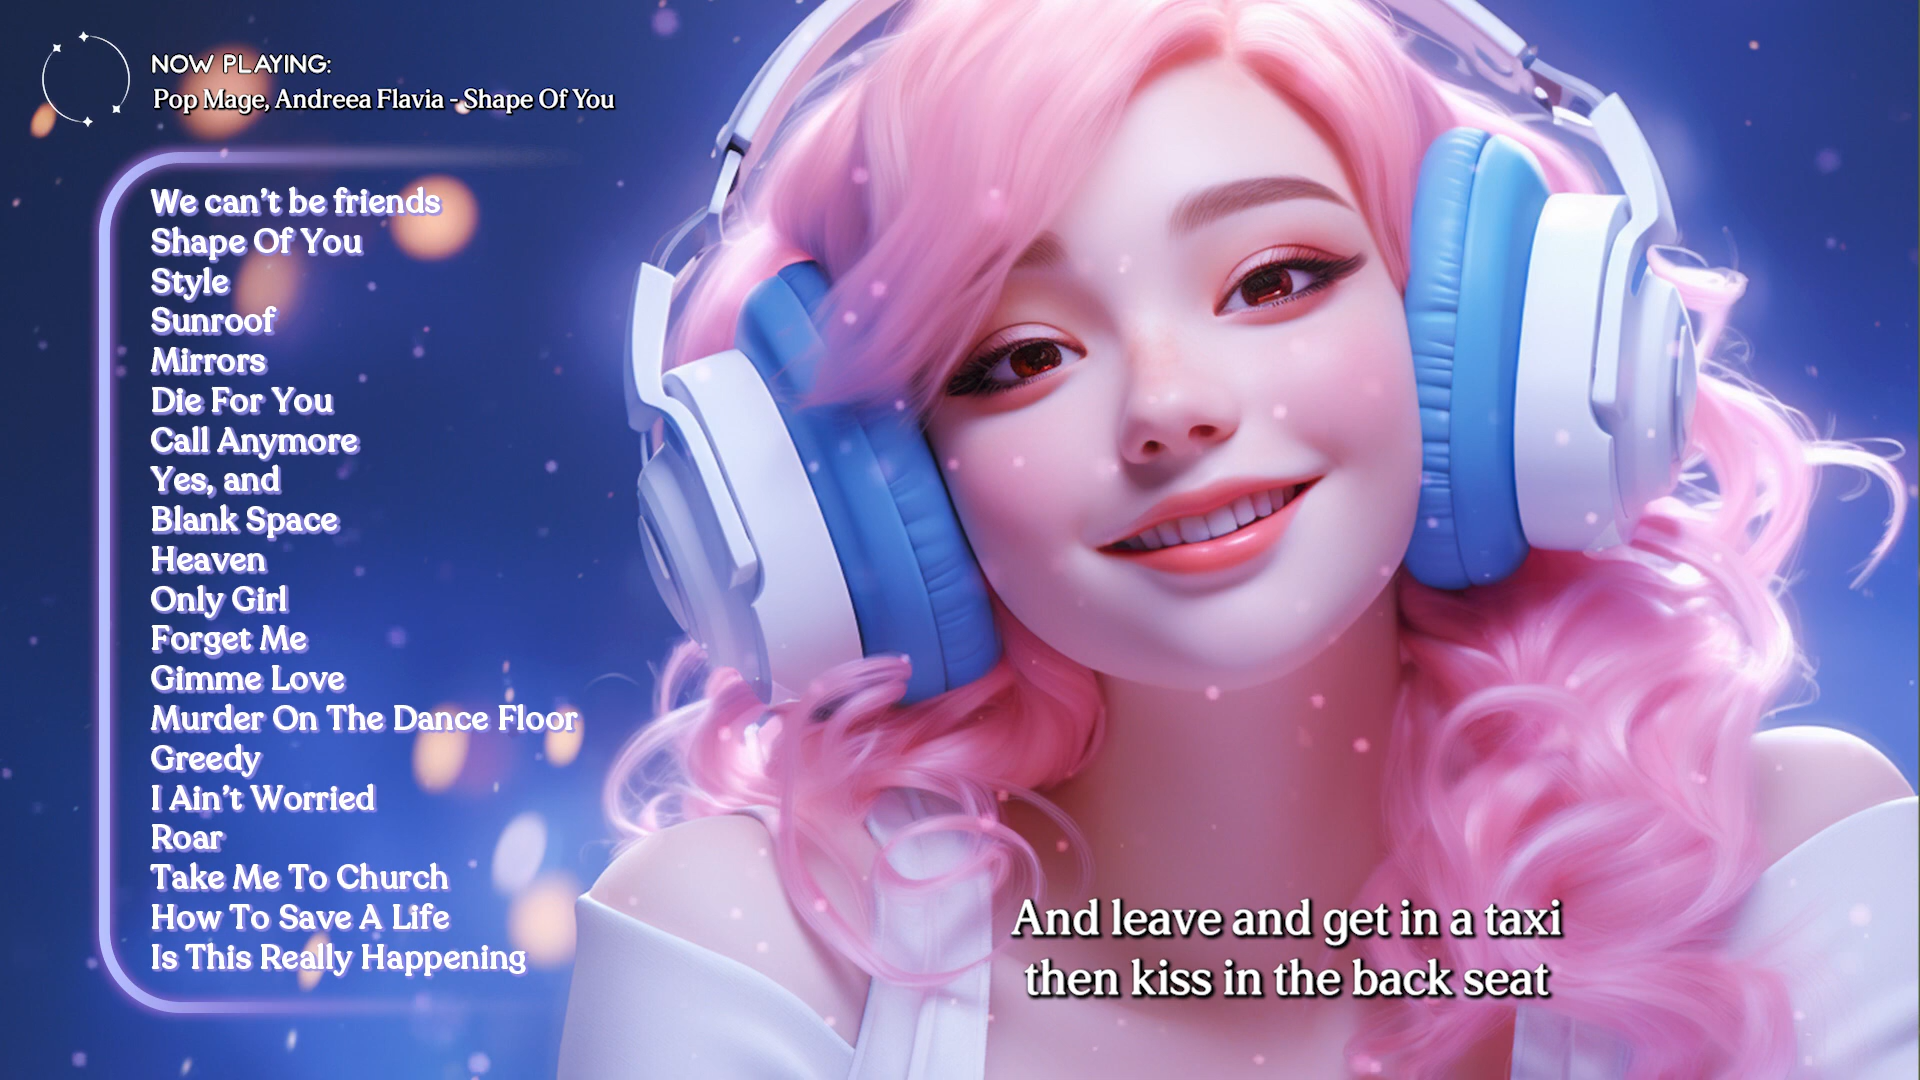 NOW PLAYING:
Pop Mage, Andreea Flavia - Shape Of You
We can't be friends
Shape Of You
Style
Sunroof
Mirrors
Die For You
Call Anymore
Yes, and
Blank Space
Heaven
Only Girl
Forget Me
Gimme Love
Murder On The Dance Floor
Greedy
I Ain't Worried
Roar
Take Me To Church
How To Save A Life
Is This Really Happening
And leave and get in a taxi
then kiss in the back seat